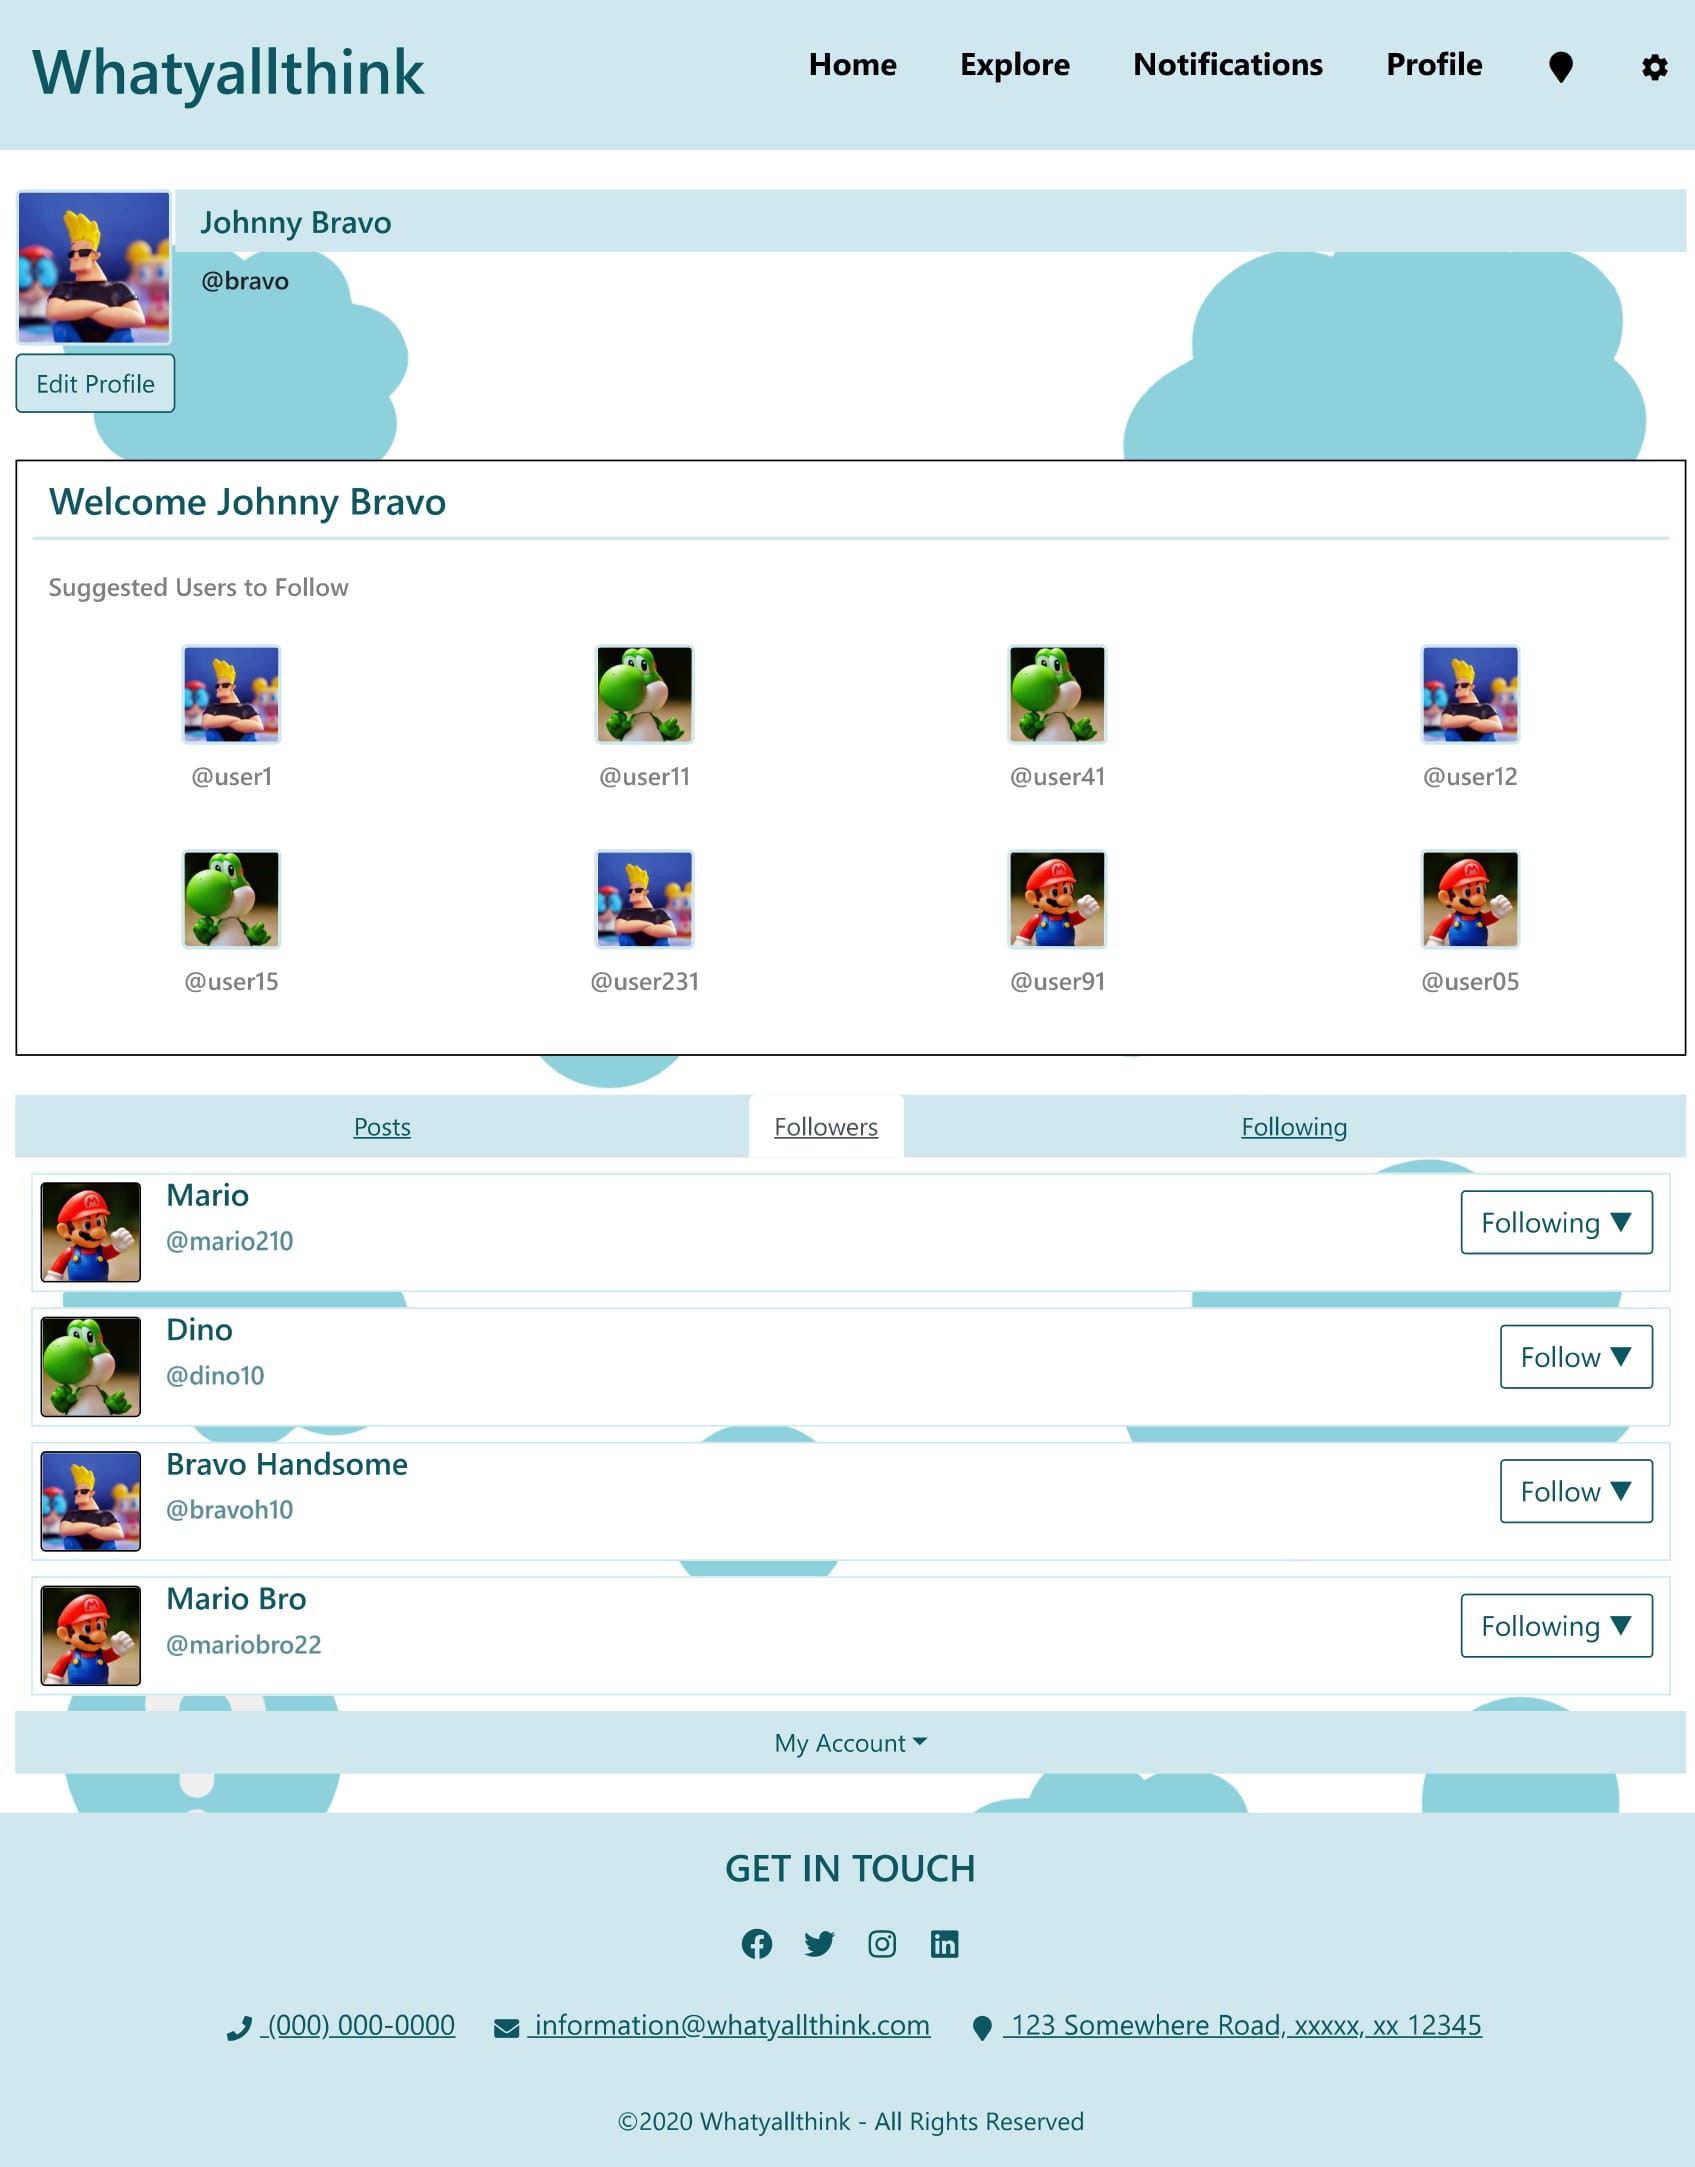 Whatyallthink
Home Explore Notifications Profile
Johnny Bravo
@bravo
Edit Profile
Welcome Johnny Bravo
Suggested Users to Follow
@user1 @user11 @user41 @user12
@user15 @user231 @user91 @user05
Posts Followers Following
Mario
@mario210
Following ▼
Dino
@dino10
Follow ▼
Bravo Handsome
@bravoh10
Follow ▼
Mario Bro
@mariobro22
Following ▼
My Account
GET IN TOUCH
(000) 000-0000 information@whatyallthink.com 123 Somewhere Road, xxxxx, xx 12345
©2020 Whatyallthink - All Rights Reserved